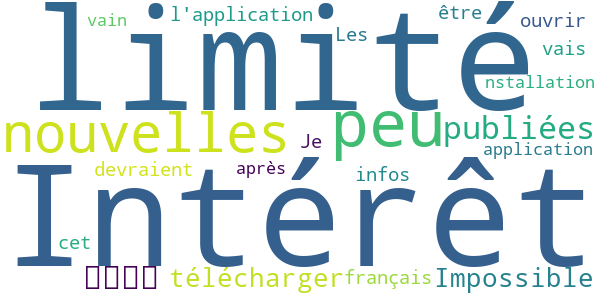 limité
vain
l'application
Les
être
ouvrir
vais
nstallation
nouvelles
Je
peu
publiées
application
devraient
après
infos
Intérêt
cet
télécharger
français
Impossible